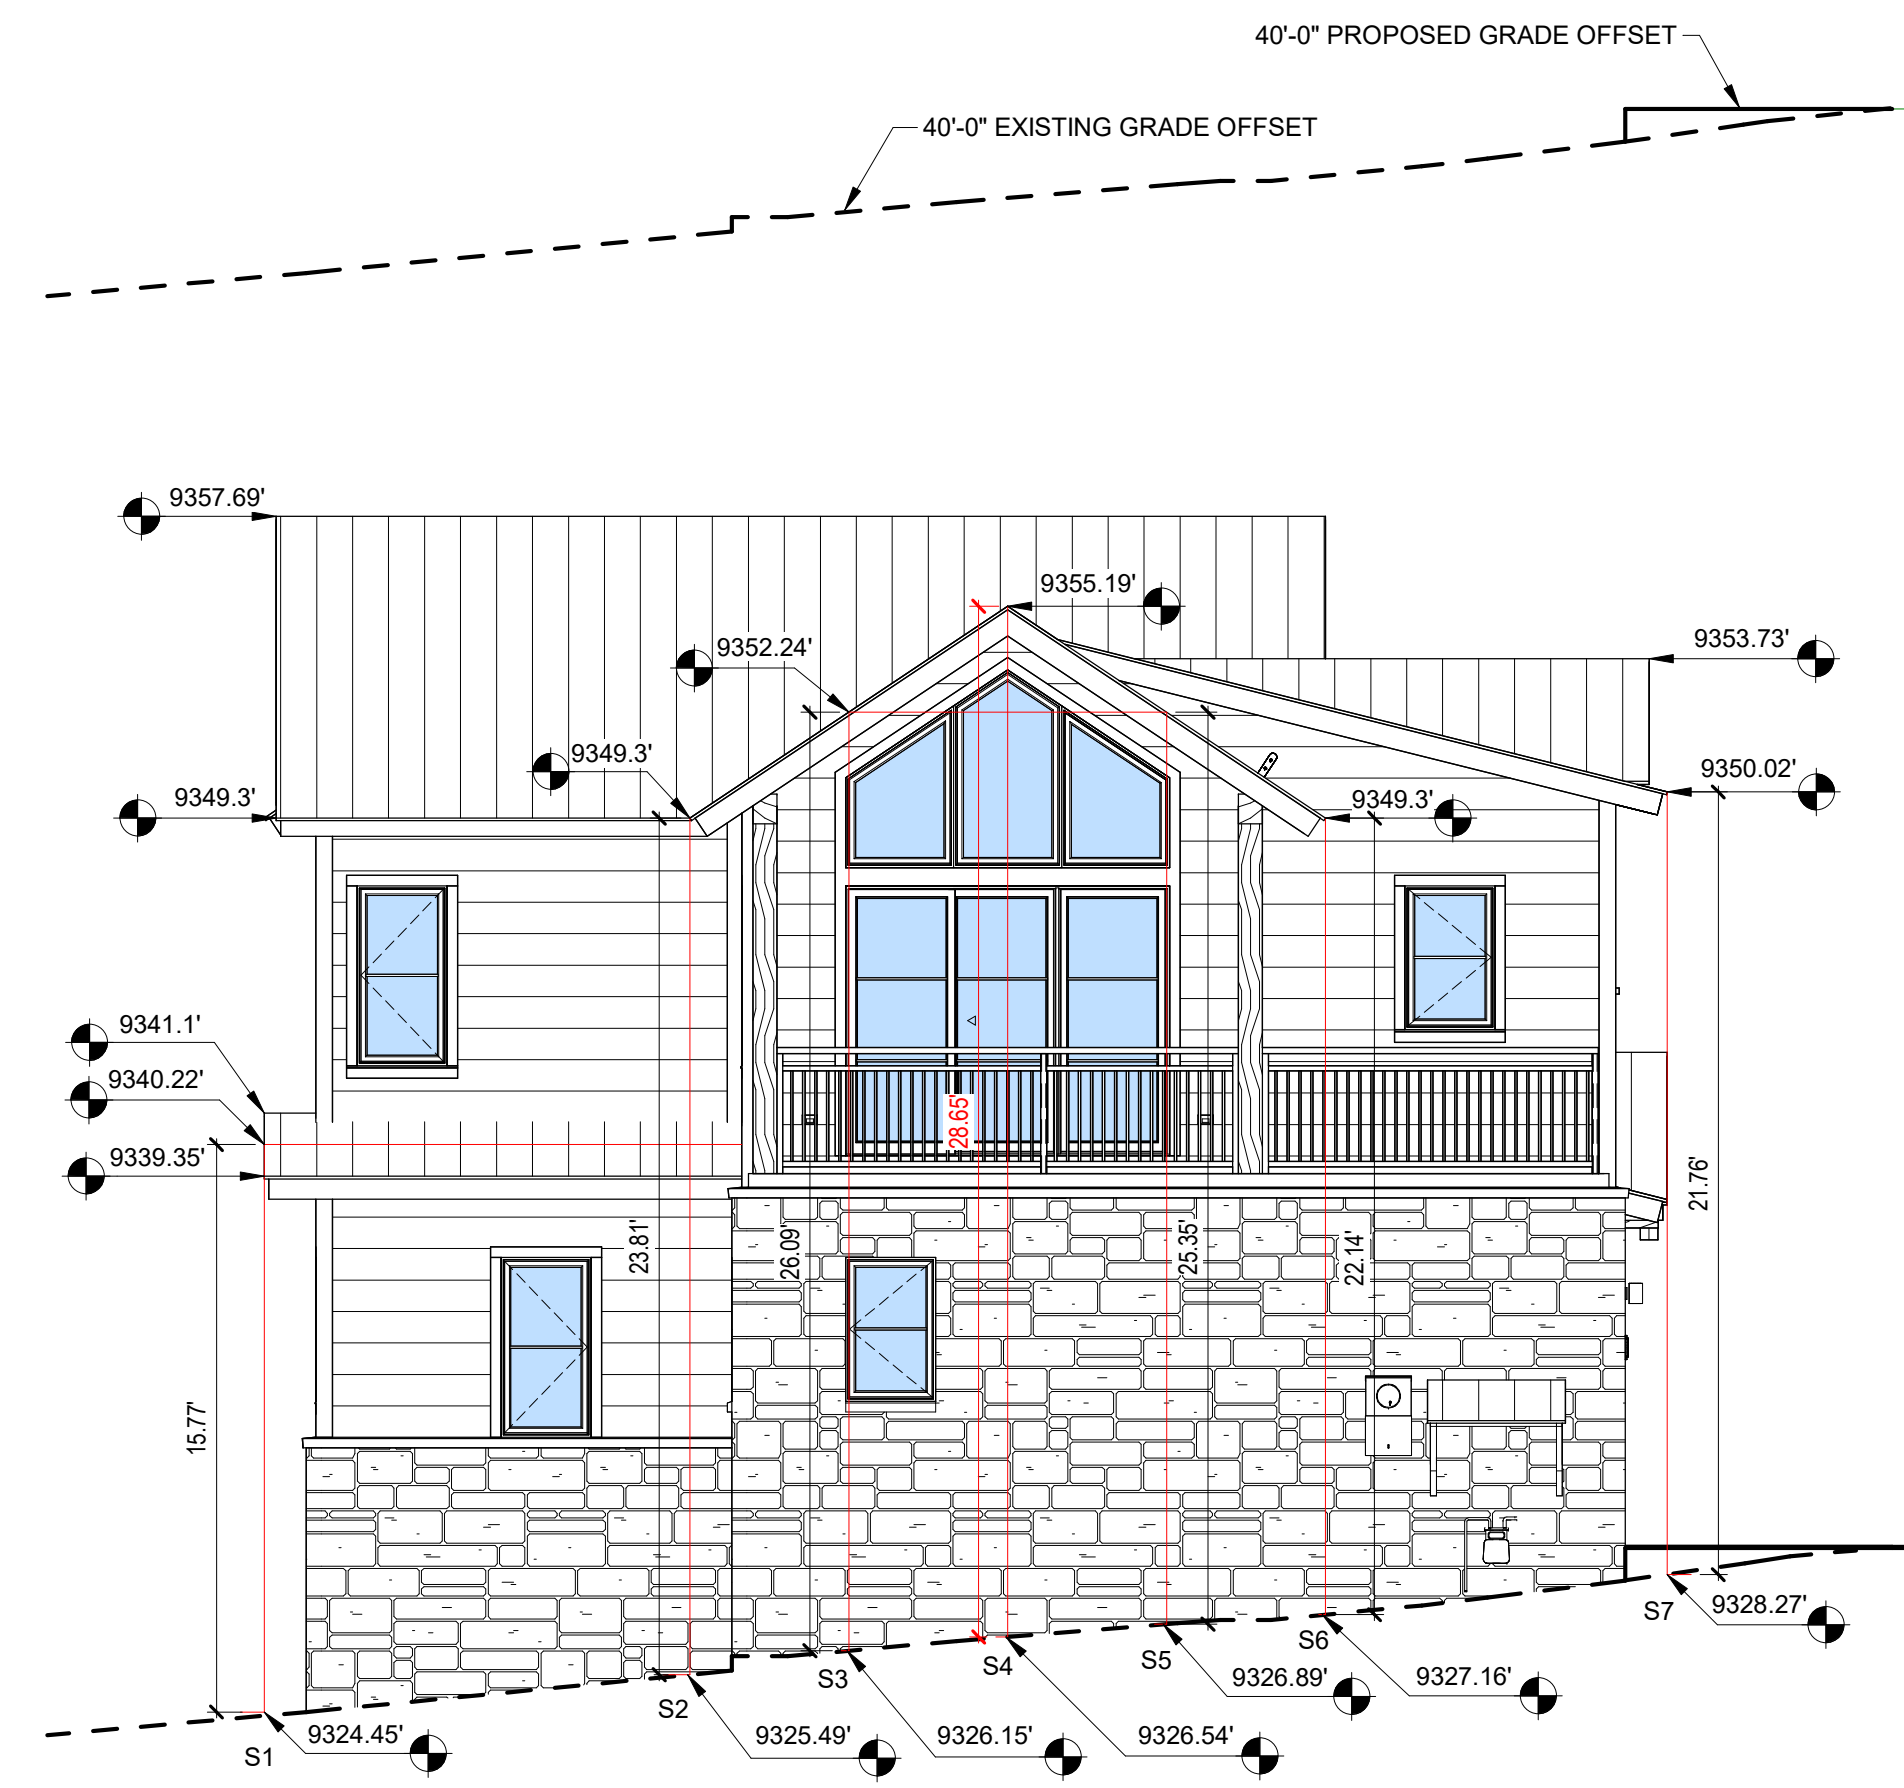 40'-0" PROPOSED GRADE OFFSET
40'-0" EXISTING GRADE OFFSET
9357.69'
9355.19'
9352.24'
9353.73'
9349.3'
9349.3'
9349.3'
9350.02'
9341.1'
9340.22'
9339.35'
28.65'
21.76'
23.81'
26.09'
25.35'
22.14'
15.77'
S1
S2
S3
S4
S5
S6
S7
9324.45'
9325.49'
9326.15'
9326.54'
9326.89'
9327.16'
9328.27'